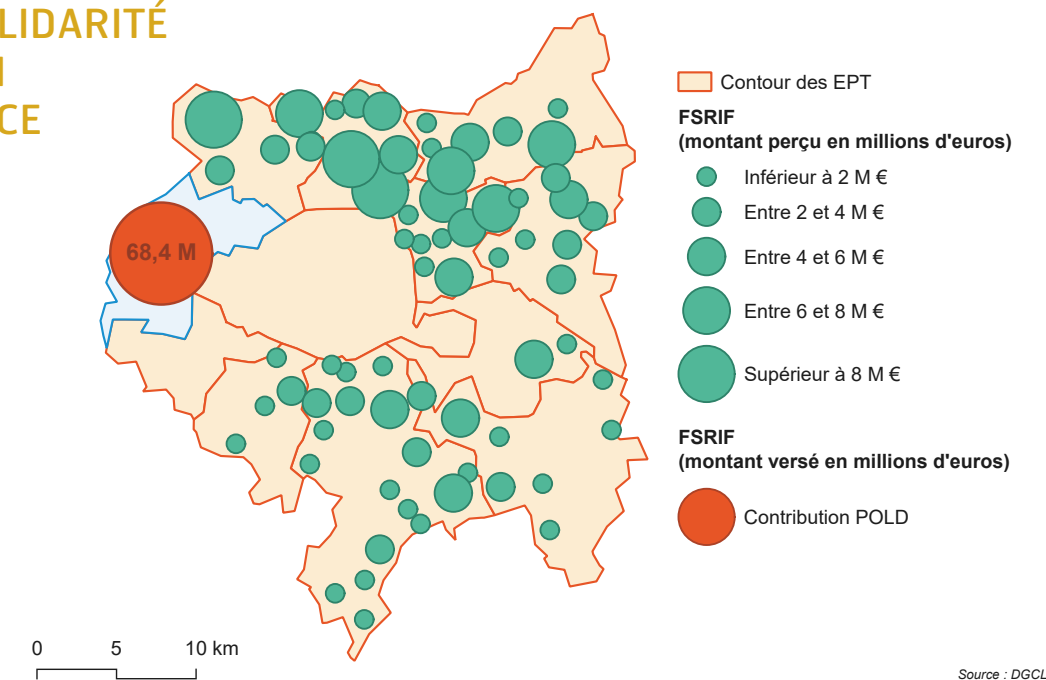 LIDARITÉ
CE
Contour des EPT
FSRIF
(montant perçu en millions d'euros)
Inférieur à 2 M €
Entre 2 et 4 M €
Entre 4 et 6 M €
Entre 6 et 8 M €
Supérieur à 8 M €
FSRIF
(montant versé en millions d'euros)
Contribution POLD
68,4 M
0 5 10 km
Source : DGCL